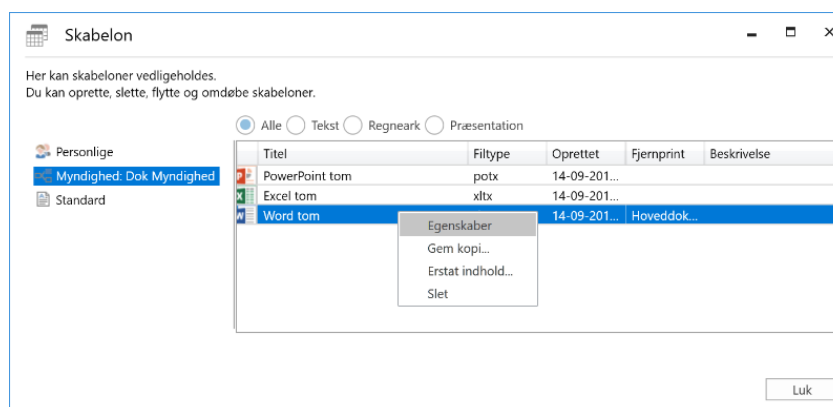 Skabelon
Her kan skabeloner vedligeholdes.
Du kan oprette, slette, flytte og omdøbe skabeloner.
Alle Tekst Regneark Præsentation
Personlige
Myndighed: Dok Myndighed
Standard
Titel Filtype Oprettet Fjernprint Beskrivelse
PowerPoint tom potx 14-09-201...
Excel tom xltx 14-09-201...
Word tom 14-09-201... Hoveddok...
Egenskaber
Gem kopi...
Erstat indhold...
Slet
Luk